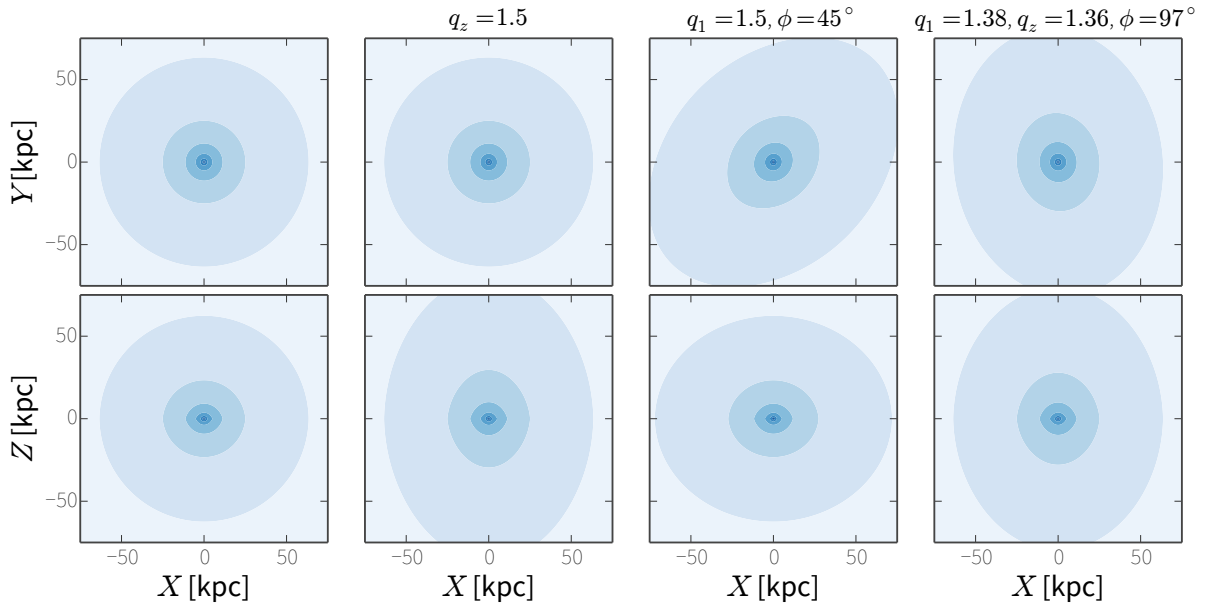 q_z =1.5
q_1 =1.5, ϕ=45°
q_1 =1.38, q_z =1.36, ϕ=97°
50
0
−50
Y [kpc]
50
0
−50
Z [kpc]
−50 0 50
−50 0 50
−50 0 50
−50 0 50
X [kpc]
X [kpc]
X [kpc]
X [kpc]